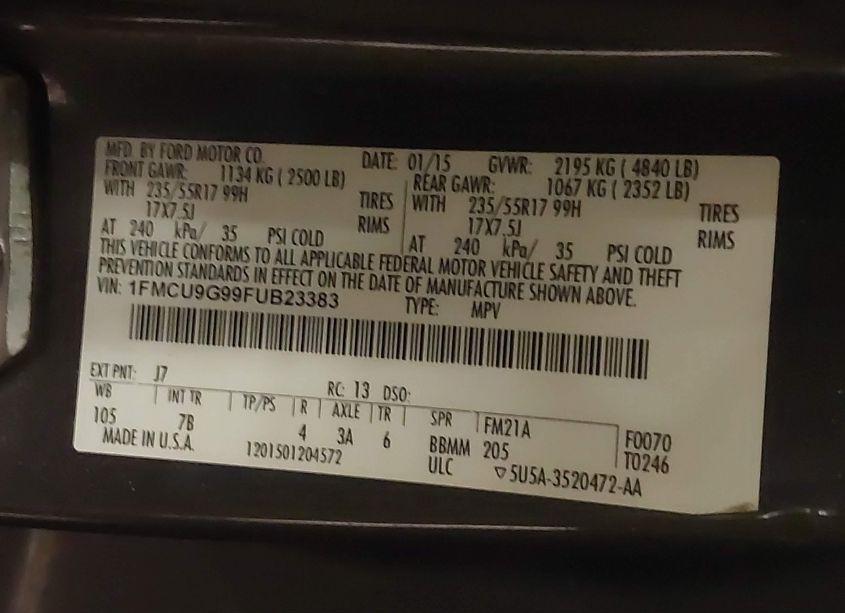 MFD. BY FORD MOTOR CO. DATE: 01/15 GVWR: 2195 KG ( 4840 LB)
FRONT GAWR: 1134 KG ( 2500 LB) REAR GAWR: 1067 KG ( 2352 LB)
WITH 235/55R17 99H TIRES WITH 235/55R17 99H TIRES
17X7.5J RIMS 17X7.5J RIMS
AT 240 kPa/ 35 PSI COLD AT 240 kPa/ 35 PSI COLD
THIS VEHICLE CONFORMS TO ALL APPLICABLE FEDERAL MOTOR VEHICLE SAFETY AND THEFT
PREVENTION STANDARDS IN EFFECT ON THE DATE OF MANUFACTURE SHOWN ABOVE.
VIN: 1FMCU9G99FUB23383 TYPE: MPV
EXT PNT: J7 RC: 13 DSO:
WB INT TR TP/PS R AXLE TR SPR FM21A F0070
105 7B 4 3A 6 BBMM 205 T0246
MADE IN U.S.A. 1201501204572 ULC ▽5U5A-3520472-AA